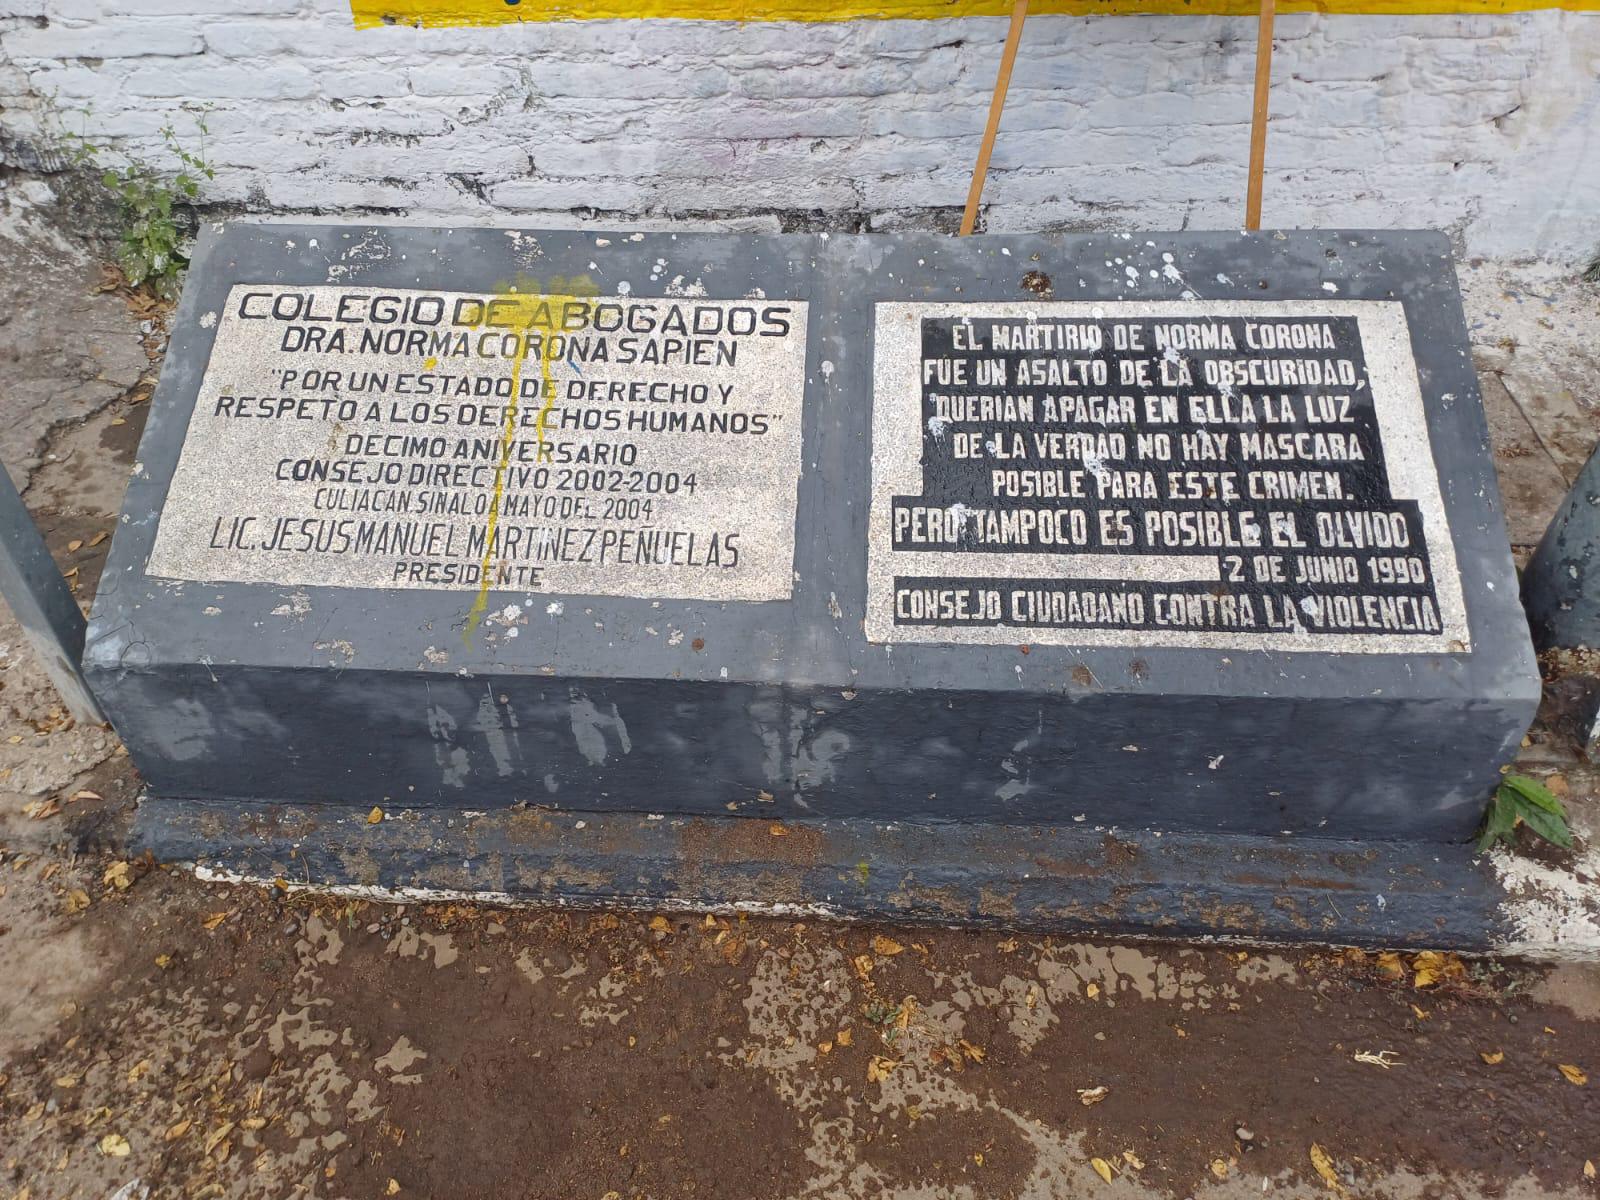 COLEGIO DE ABOGADOS
DRA. NORMA CORONA SAPIEN
"POR UN ESTADO DE DERECHO Y
RESPETO A LOS DERECHOS HUMANOS"
DECIMO ANIVERSARIO
CONSEJO DIRECTIVO 2002-2004
CULIACAN SINALOA MAYO DEL 2004
LIC. JESUS MANUEL MARTINEZ PEÑUELAS
PRESIDENTE
EL MARTIRIO DE NORMA CORONA
FUE UN ASALTO DE LA OBSCURIDAD,
QUERIAN APAGAR EN ELLA LA LUZ
DE LA VERDAD NO HAY MASCARA
POSIBLE PARA ESTE CRIMEN.
PERO TAMPOCO ES POSIBLE EL OLVIDO
2 DE JUNIO 1990
CONSEJO CIUDADANO CONTRA LA VIOLENCIA